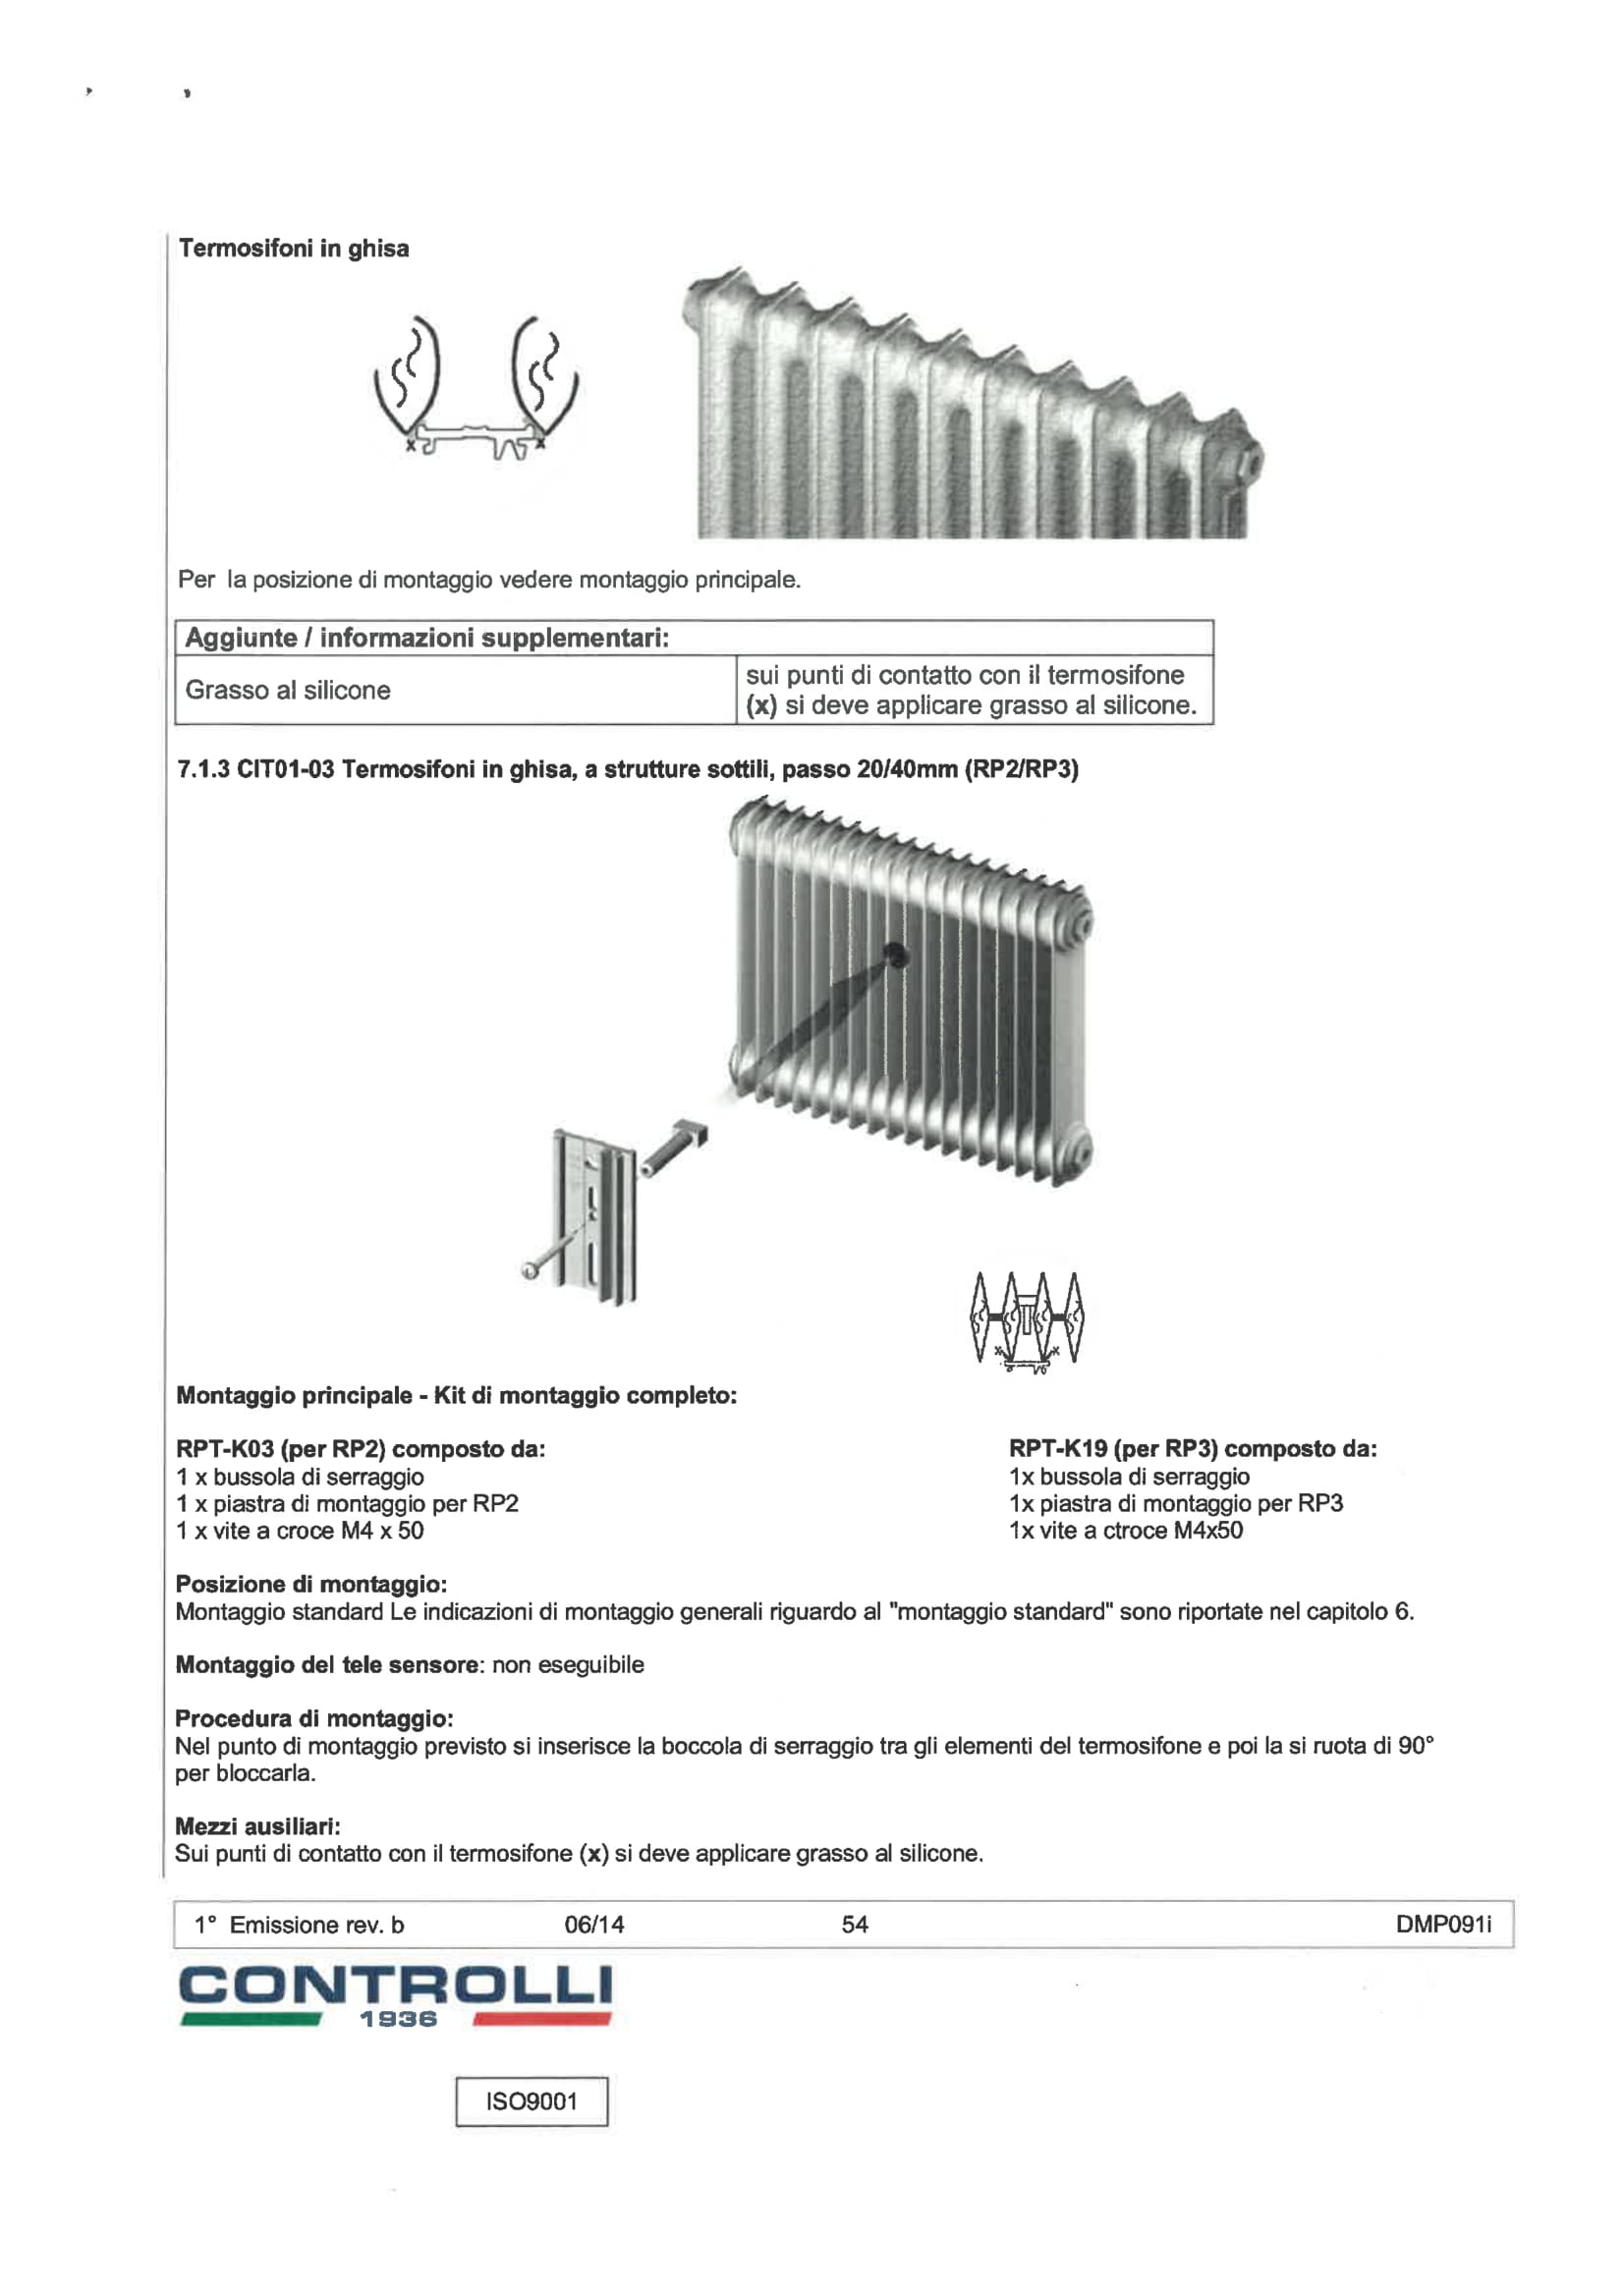 Termosifoni in ghisa
x x
Per la posizione di montaggio vedere montaggio principale.
Aggiunte / informazioni supplementari:
Grasso al silicone
sui punti di contatto con il termosifone
(x) si deve applicare grasso al silicone.
7.1.3 CIT01-03 Termosifoni in ghisa, a strutture sottili, passo 20/40mm (RP2/RP3)
x x
Montaggio principale - Kit di montaggio completo:
RPT-K03 (per RP2) composto da:
1 x bussola di serraggio
1 x piastra di montaggio per RP2
1 x vite a croce M4 x 50
RPT-K19 (per RP3) composto da:
1x bussola di serraggio
1x piastra di montaggio per RP3
1x vite a ctroce M4x50
Posizione di montaggio:
Montaggio standard Le indicazioni di montaggio generali riguardo al "montaggio standard" sono riportate nel capitolo 6.
Montaggio del tele sensore: non eseguibile
Procedura di montaggio:
Nel punto di montaggio previsto si inserisce la boccola di serraggio tra gli elementi del termosifone e poi la si ruota di 90°
per bloccarla.
Mezzi ausiliari:
Sui punti di contatto con il termosifone (x) si deve applicare grasso al silicone.
1° Emissione rev. b 06/14 54 DMP091i
CONTROLLI
1936
ISO9001